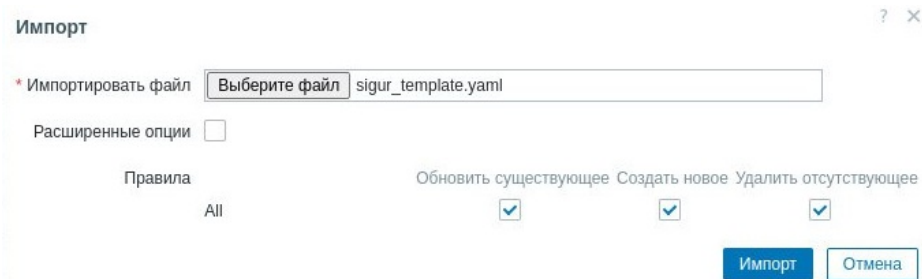 Импорт
? ×
* Импортировать файл Выберите файл sigur_template.yaml
Расширенные опции
Правила Обновить существующее Создать новое Удалить отсутствующее
All
Импорт Отмена